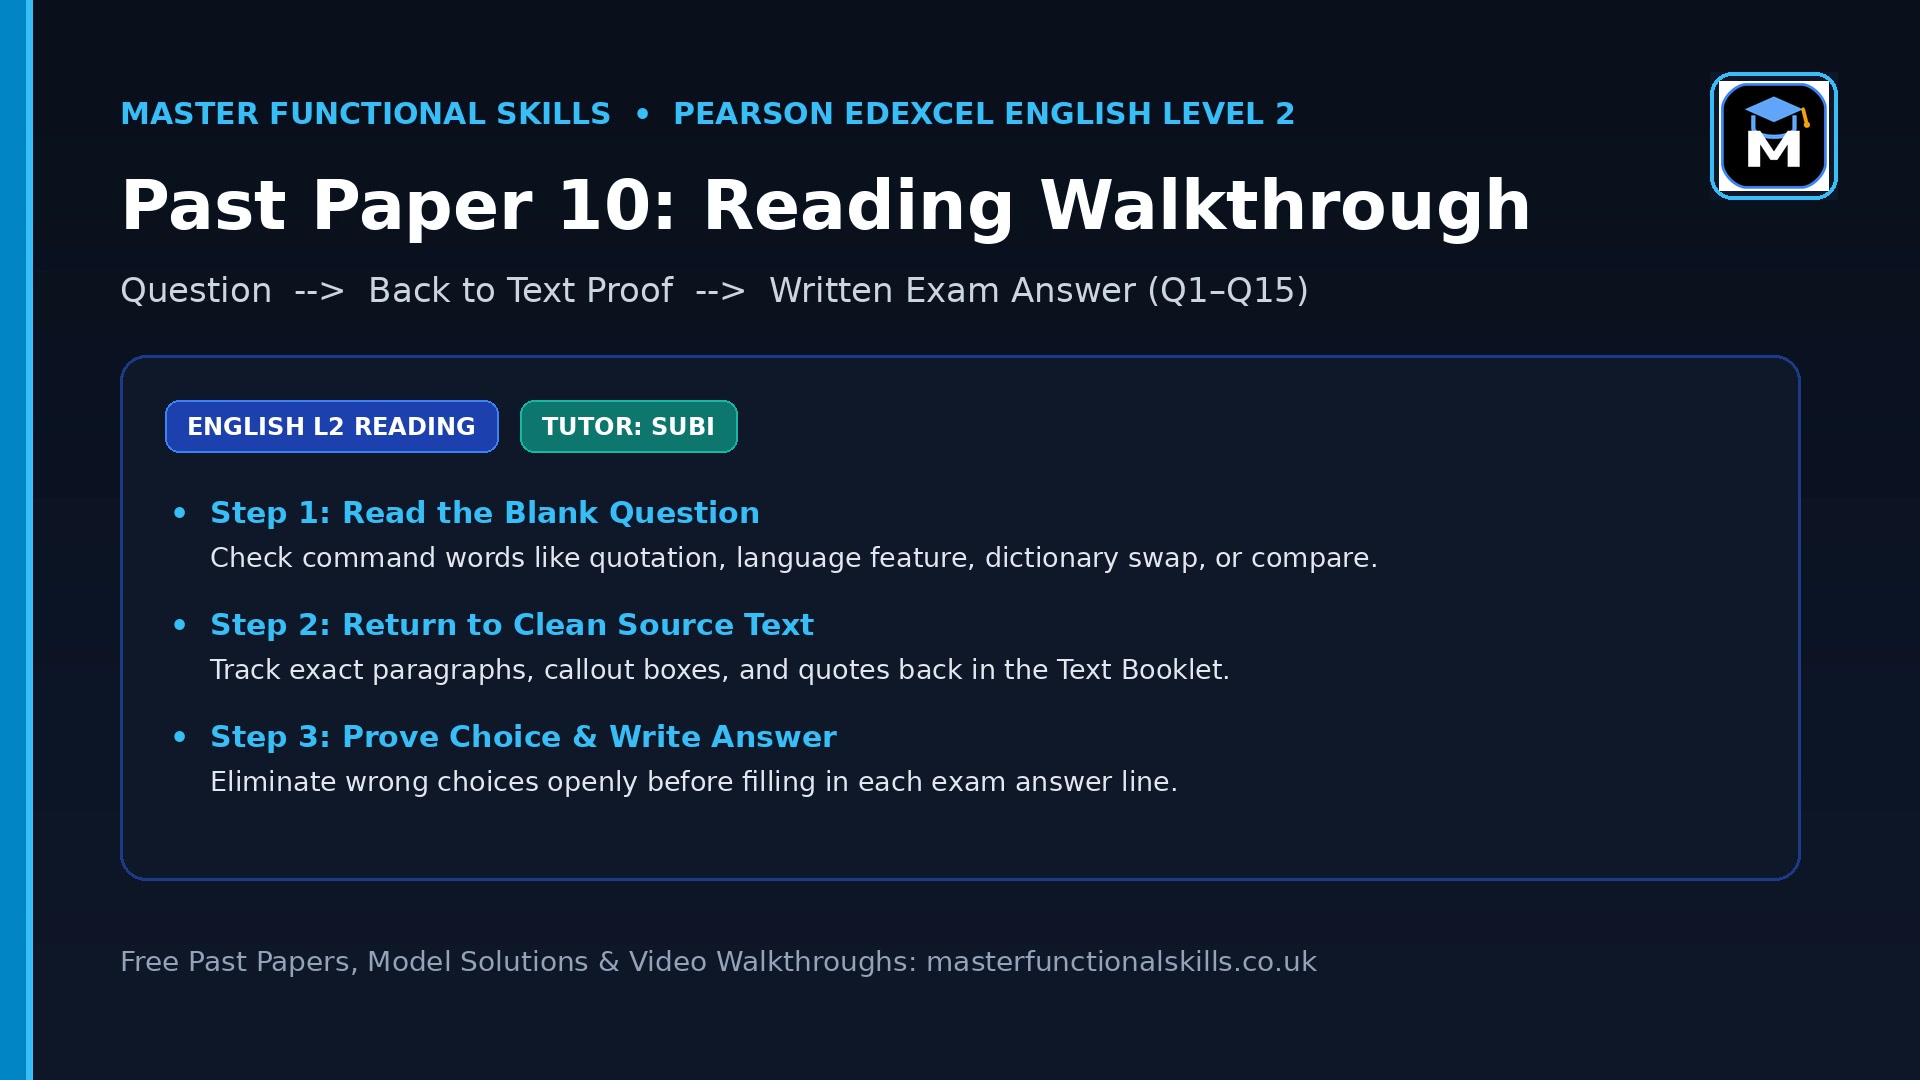 MASTER FUNCTIONAL SKILLS • PEARSON EDEXCEL ENGLISH LEVEL 2
Past Paper 10: Reading Walkthrough
Question --> Back to Text Proof --> Written Exam Answer (Q1–Q15)
M
ENGLISH L2 READING
TUTOR: SUBI
• Step 1: Read the Blank Question
Check command words like quotation, language feature, dictionary swap, or compare.
• Step 2: Return to Clean Source Text
Track exact paragraphs, callout boxes, and quotes back in the Text Booklet.
• Step 3: Prove Choice & Write Answer
Eliminate wrong choices openly before filling in each exam answer line.
Free Past Papers, Model Solutions & Video Walkthroughs: masterfunctionalskills.co.uk